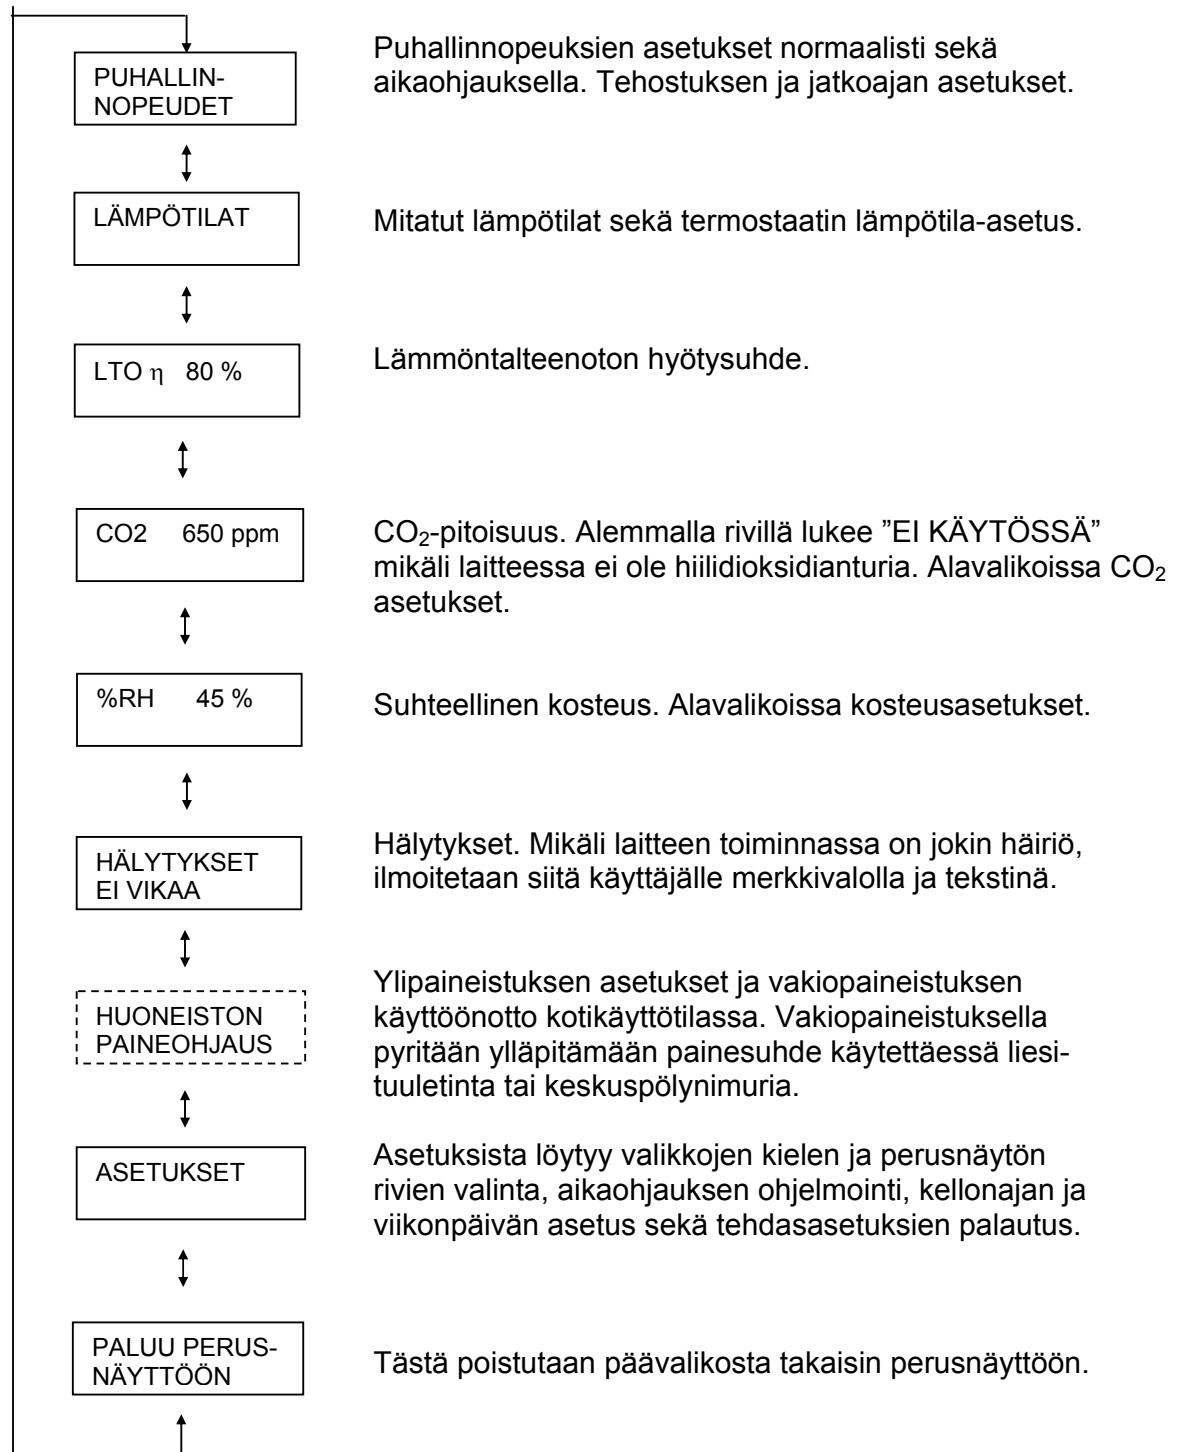 PUHALLIN-
NOPEUDET
Puhallinnopeuksien asetukset normaalisti sekä
aikaohjauksella. Tehostuksen ja jatkoajan asetukset.
LÄMPÖTILAT
Mitatut lämpötilat sekä termostaatin lämpötila-asetus.
LTO η 80 %
Lämmöntalteenoton hyötysuhde.
CO2 650 ppm
CO₂-pitoisuus. Alemmalla rivillä lukee ”EI KÄYTÖSSÄ”
mikäli laitteessa ei ole hiilidioksidianturia. Alavalikoissa CO₂
asetukset.
%RH 45 %
Suhteellinen kosteus. Alavalikoissa kosteusasetukset.
HÄLYTYKSET
EI VIKAA
Hälytykset. Mikäli laitteen toiminnassa on jokin häiriö,
ilmoitetaan siitä käyttäjälle merkkivalolla ja tekstinä.
HUONEISTON
PAINEOHJAUS
Ylipaineistuksen asetukset ja vakiopaineistuksen
käyttöönotto kotikäyttötilassa. Vakiopaineistuksella
pyritään ylläpitämään painesuhde käytettäessä liesi-
tuuletinta tai keskuspölynimuria.
ASETUKSET
Asetuksista löytyy valikkojen kielen ja perusnäytön
rivien valinta, aikaohjauksen ohjelmointi, kellonajan ja
viikonpäivän asetus sekä tehdasasetuksien palautus.
PALUU PERUS-
NÄYTTÖÖN
Tästä poistutaan päävalikosta takaisin perusnäyttöön.